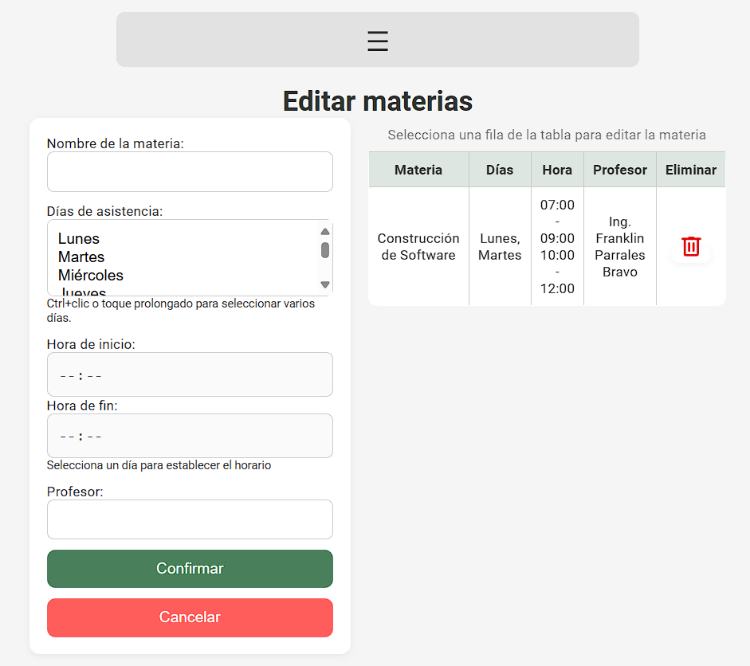 Editar materias
Nombre de la materia:
Días de asistencia:
Lunes
Martes
Miércoles
Jueves
Ctrl+clic o toque prolongado para seleccionar varios
días.
Hora de inicio:
--:--
Hora de fin:
--:--
Selecciona un día para establecer el horario
Profesor:
Confirmar
Cancelar
Selecciona una fila de la tabla para editar la materia
Materia Días Hora Profesor Eliminar
Construcción
de Software
Lunes,
Martes
07:00
-
09:00
10:00
-
12:00
Ing.
Franklin
Parrales
Bravo